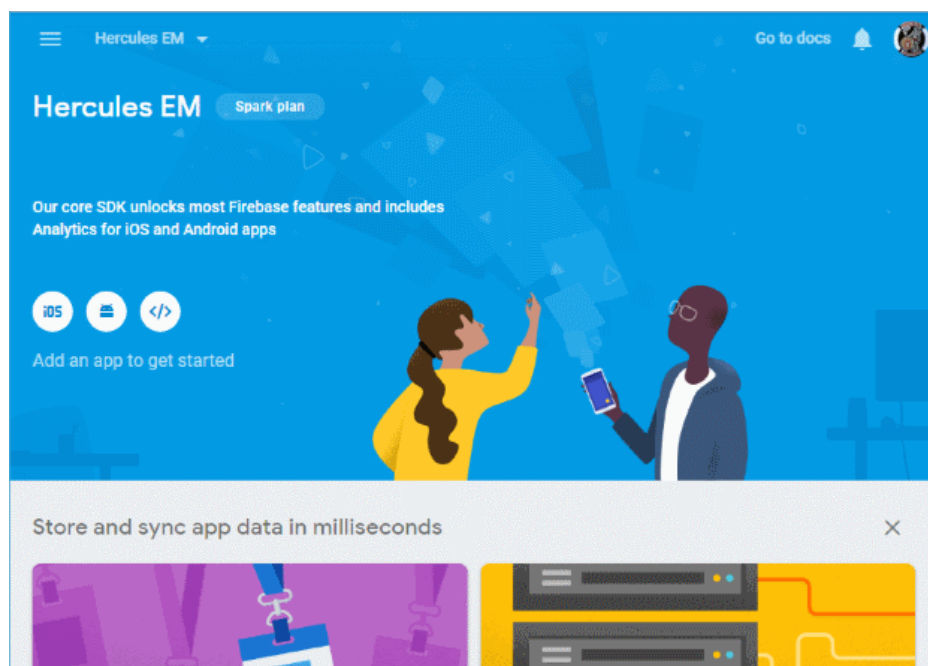 Hercules EM
Go to docs
Hercules EM
Spark plan
Our core SDK unlocks most Firebase features and includes
Analytics for iOS and Android apps
iOS
</>
Add an app to get started
Store and sync app data in milliseconds